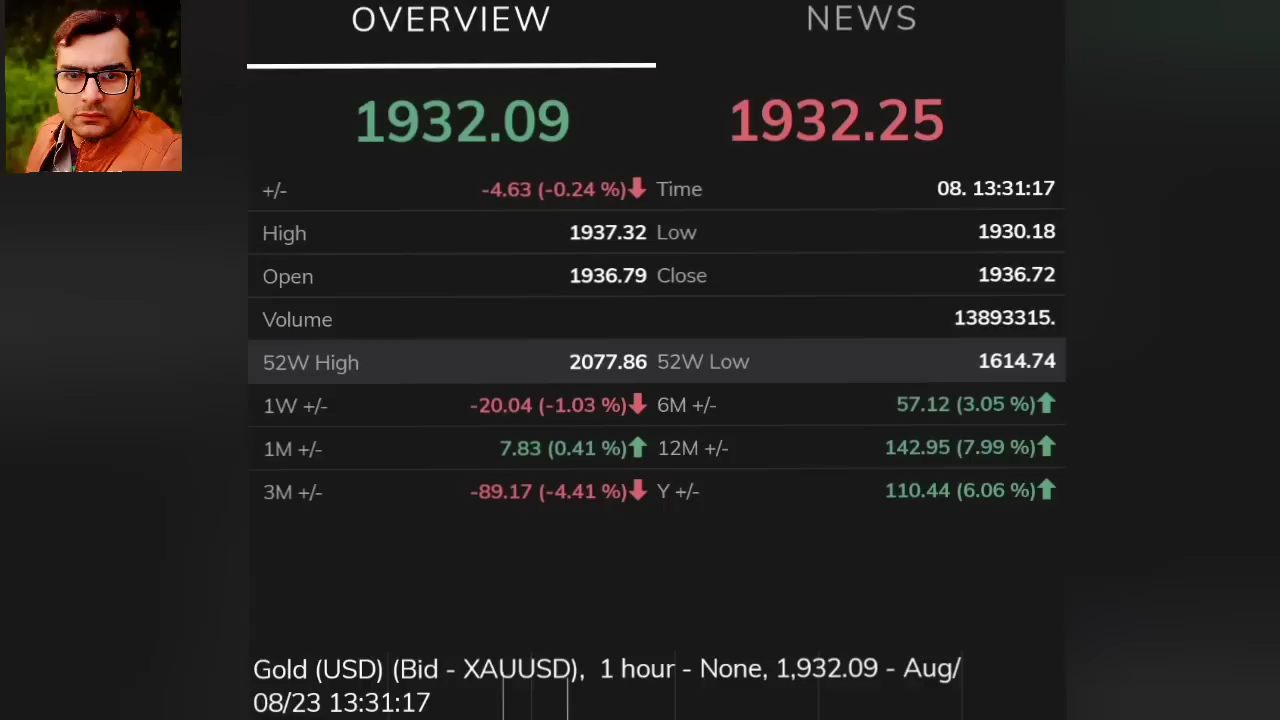 OVERVIEW NEWS
1932.09 1932.25
+/- -4.63 (-0.24 %) Time 08. 13:31:17
High 1937.32 Low 1930.18
Open 1936.79 Close 1936.72
Volume 13893315.
52W High 2077.86 52W Low 1614.74
1W +/- -20.04 (-1.03 %) 6M +/- 57.12 (3.05 %)
1M +/- 7.83 (0.41 %) 12M +/- 142.95 (7.99 %)
3M +/- -89.17 (-4.41 %) Y +/- 110.44 (6.06 %)
Gold (USD) (Bid - XAUUSD), 1 hour - None, 1,932.09 - Aug/
08/23 13:31:17